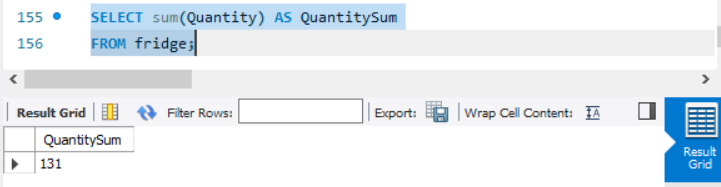 155 SELECT sum(Quantity) AS QuantitySum
156 FROM fridge;
Result Grid Filter Rows: Export: Wrap Cell Content: IA
QuantitySum
131
Result
Grid